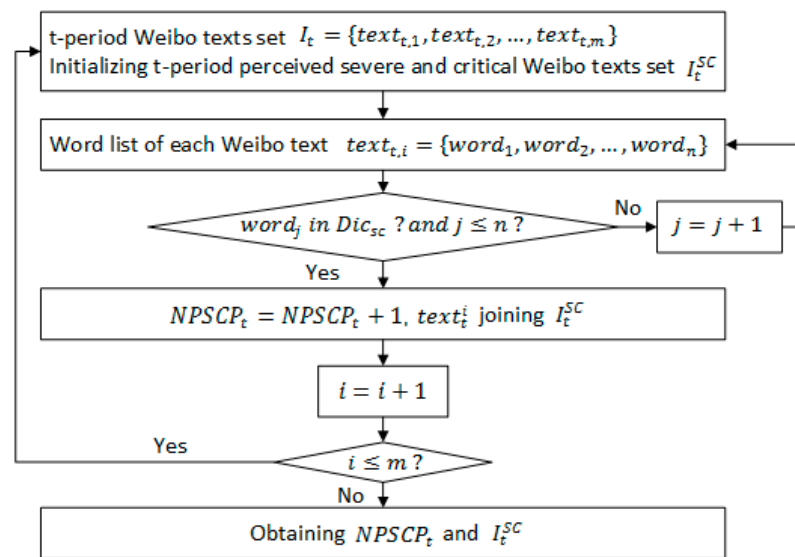 t-period Weibo texts set I_t = {text_{t,1}, text_{t,2}, ..., text_{t,m}}
Initializing t-period perceived severe and critical Weibo texts set I_t^{SC}
Word list of each Weibo text text_{t,i} = {word_1, word_2, ..., word_n}
word_j in Dic_{sc} ? and j ≤ n ?
No
j = j + 1
Yes
NPSCP_t = NPSCP_t + 1, text_t^i joining I_t^{SC}
i = i + 1
Yes
i ≤ m ?
No
Obtaining NPSCP_t and I_t^{SC}